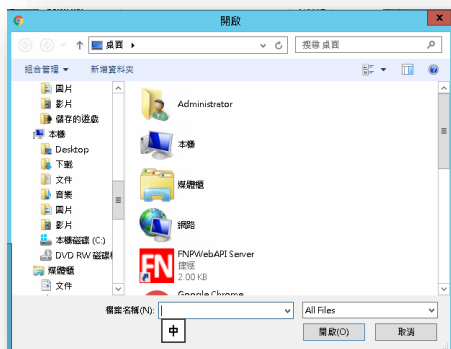 開啟
x
桌面
搜尋 桌面
組合管理
新增資料夾
圖片
影片
儲存的遊戲
本機
Desktop
下載
文件
音樂
圖片
影片
本機磁碟 (C:)
DVD RW 磁碟
媒體櫃
文件
Administrator
本機
媒體櫃
網路
FN
FNPWebAPI Server
捷徑
2.00 KB
Google Chrome
檔案名稱(N):
中
All Files
開啟(O)
取消